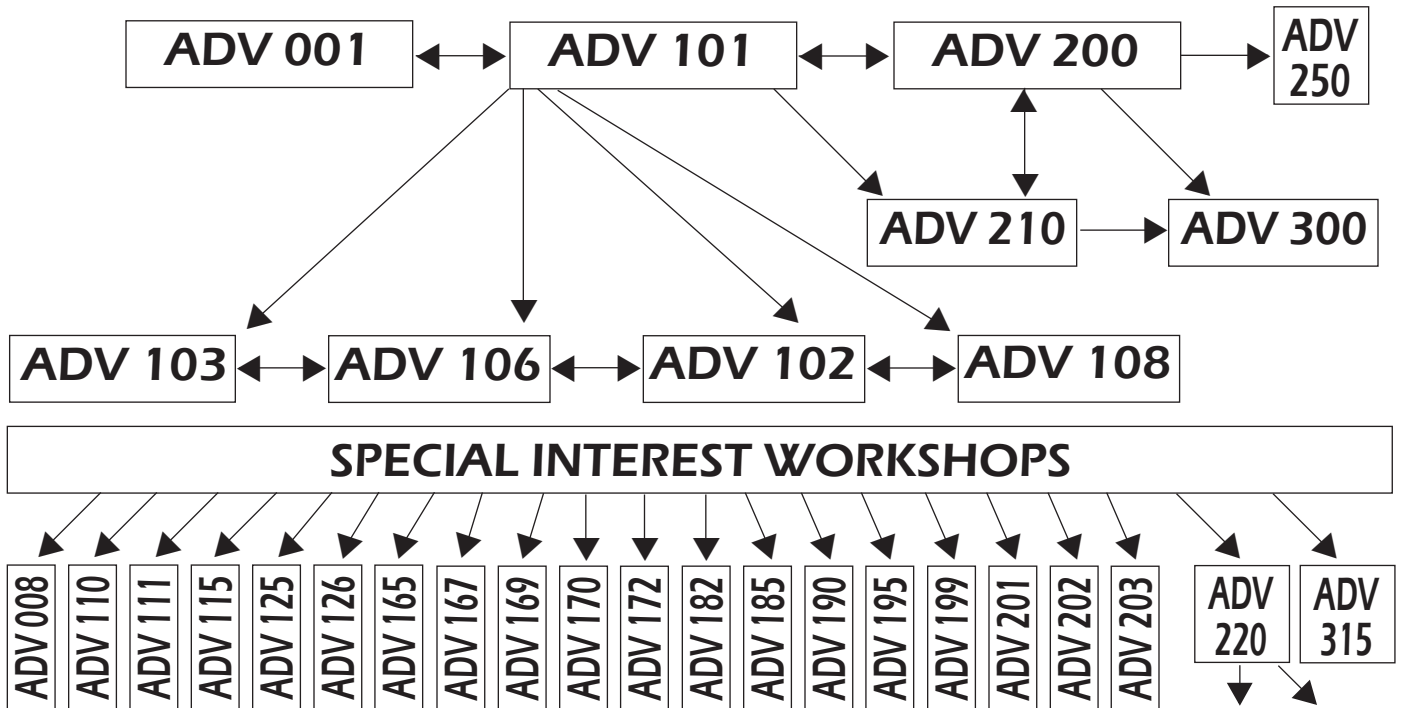 ADV 001
ADV 101
ADV 200
ADV
250
ADV 210
ADV 300
ADV 103
ADV 106
ADV 102
ADV 108
SPECIAL INTEREST WORKSHOPS
ADV 008
ADV 110
ADV 111
ADV 115
ADV 125
ADV 126
ADV 165
ADV 167
ADV 169
ADV 170
ADV 172
ADV 182
ADV 185
ADV 190
ADV 195
ADV 199
ADV 201
ADV 202
ADV 203
ADV
220
ADV
315